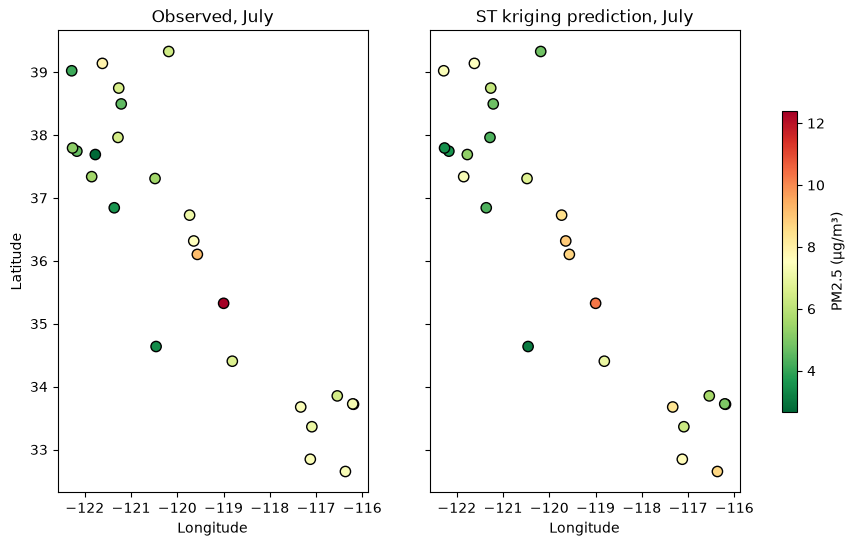 Observed, July
ST kriging prediction, July
39
38
37
36
35
34
33
Latitude
−122 −121 −120 −119 −118 −117 −116
Longitude
−122 −121 −120 −119 −118 −117 −116
Longitude
12
10
8
6
4
PM2.5 (μg/m³)